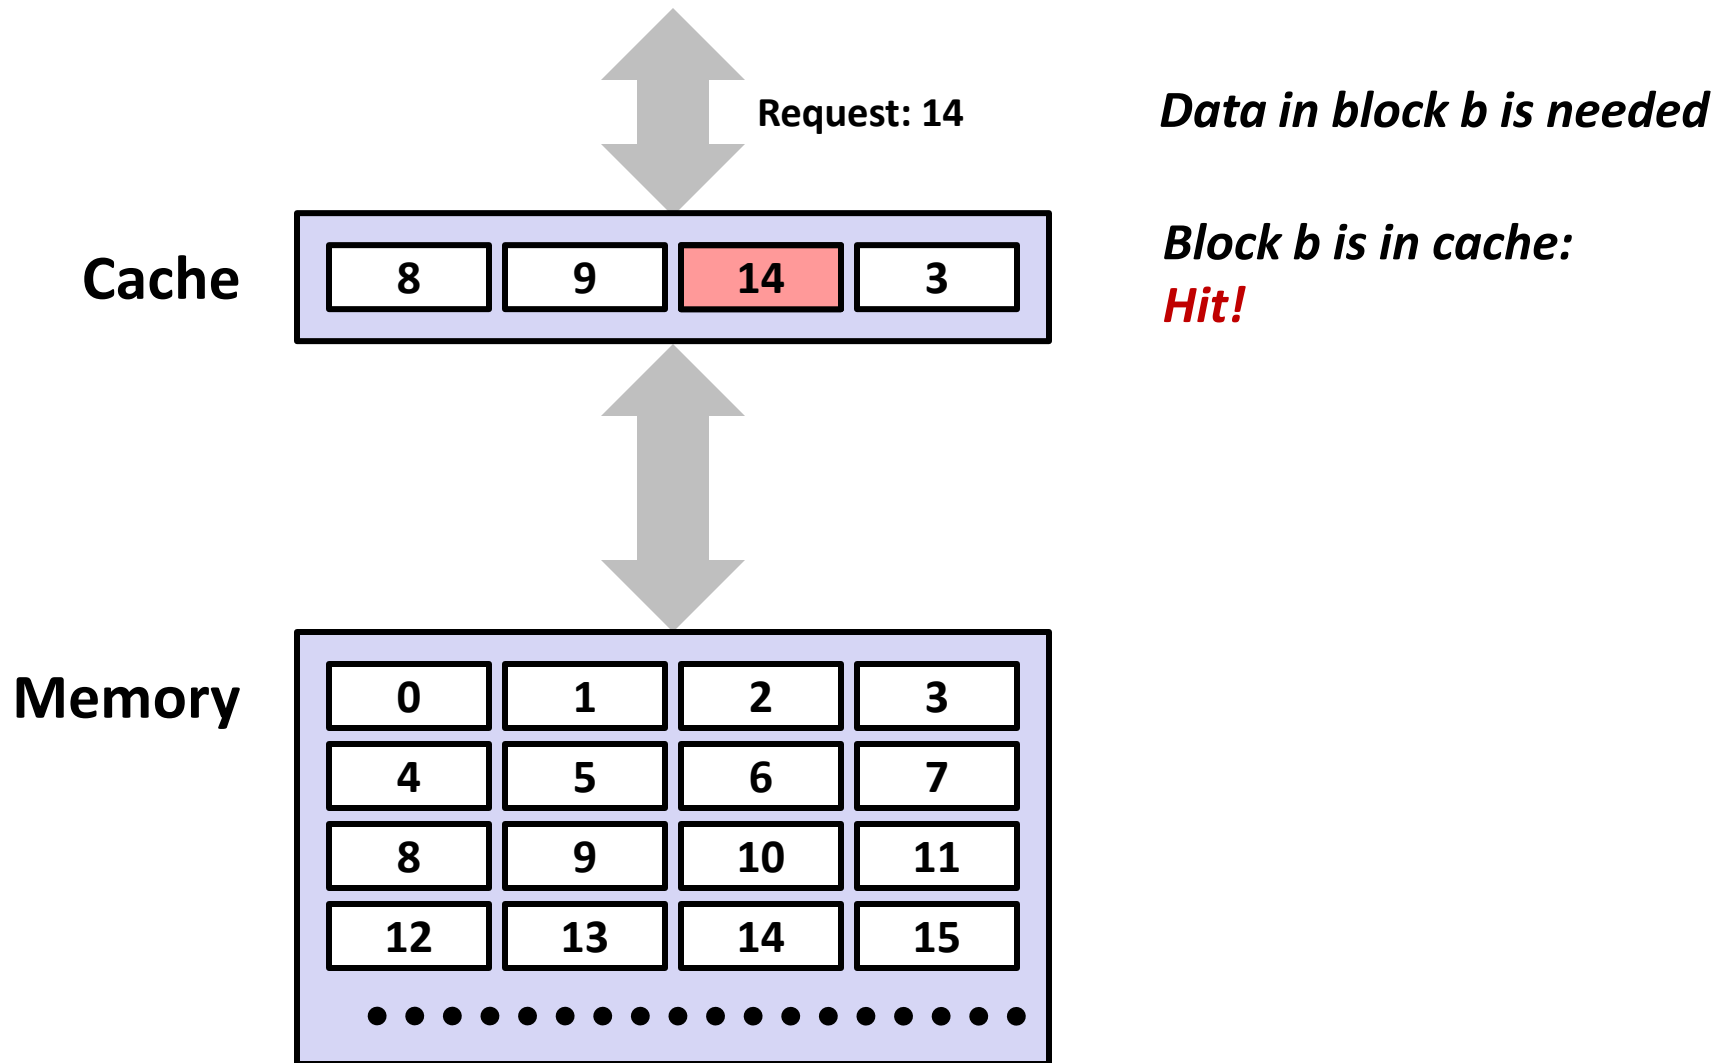 Request: 14
Data in block b is needed
Cache
8 9 14 3
Block b is in cache:
Hit!
Memory
0 1 2 3
4 5 6 7
8 9 10 11
12 13 14 15